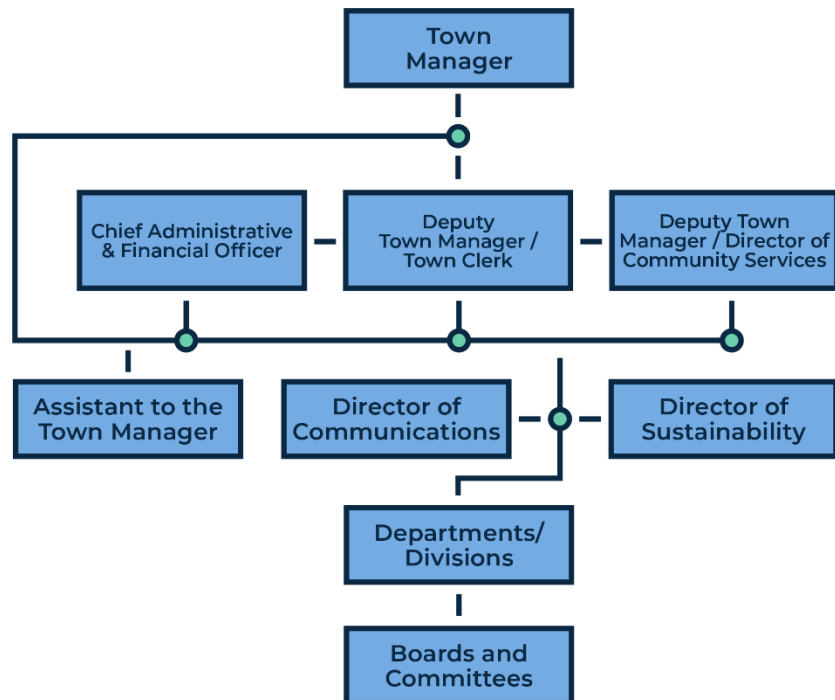 Town
Manager
Chief Administrative
& Financial Officer
Deputy
Town Manager /
Town Clerk
Deputy Town
Manager / Director of
Community Services
Assistant to the
Town Manager
Director of
Communications
Director of
Sustainability
Departments/
Divisions
Boards and
Committees